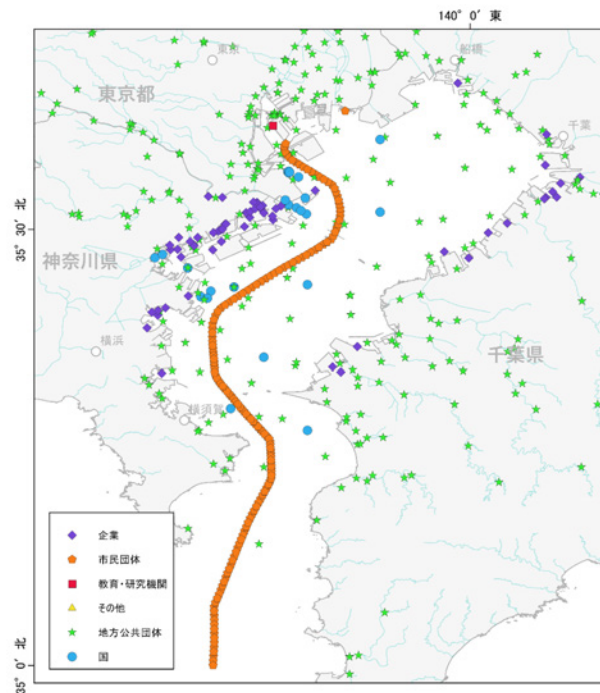 140° 0′ 東
東京
船橋
東京都
千葉
35° 30′ 北
神奈川県
横浜
千葉県
横須賀
企業
市民団体
教育・研究機関
その他
地方公共団体
国
35° 0′ 北